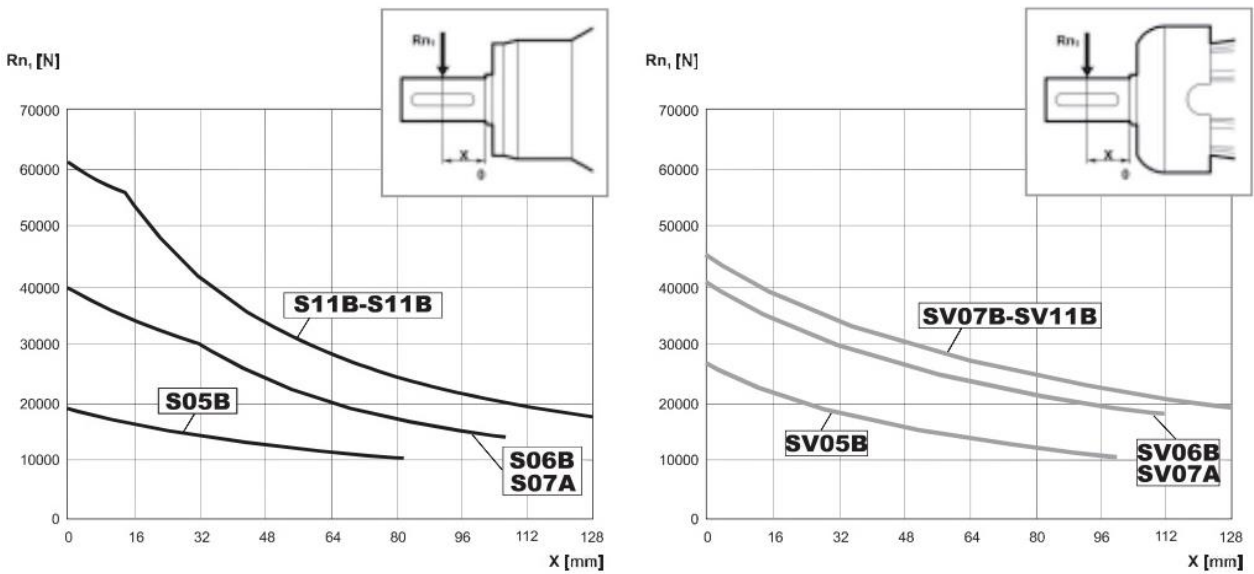 Rn₁ [N]
70000
60000
50000
40000
30000
20000
10000
0
0 16 32 48 64 80 96 112 128
X [mm]
Rn₁
X
S11B-S11B
S05B
S06B
S07A
Rn₁ [N]
70000
60000
50000
40000
30000
20000
10000
0
0 16 32 48 64 80 96 112 128
X [mm]
Rn₁
X
SV07B-SV11B
SV05B
SV06B
SV07A